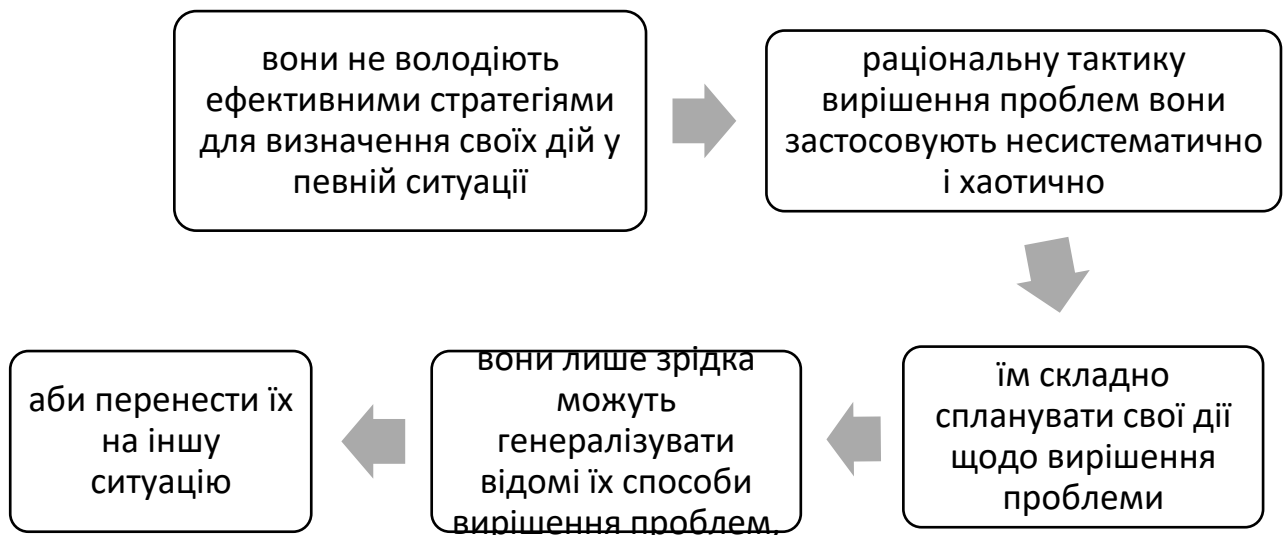 вони не володіють
ефективними стратегіями
для визначення своїх дій у
певній ситуації
раціональну тактику
вирішення проблем вони
застосовують несистематично
і хаотично
їм складно
спланувати свої дії
щодо вирішення
проблеми
вони лише зрідка
можуть
генералізувати
відомі їх способи
вирішення проблем,
аби перенести їх
на іншу
ситуацію